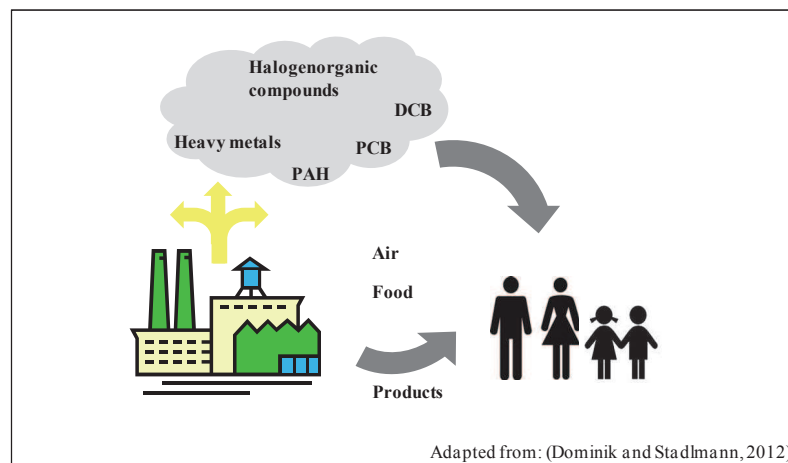 Halogenorganic
compounds
DCB
Heavy metals
PCB
PAH
Air
Food
Products
Adapted from: (Dominik and Stadlmann, 2012)